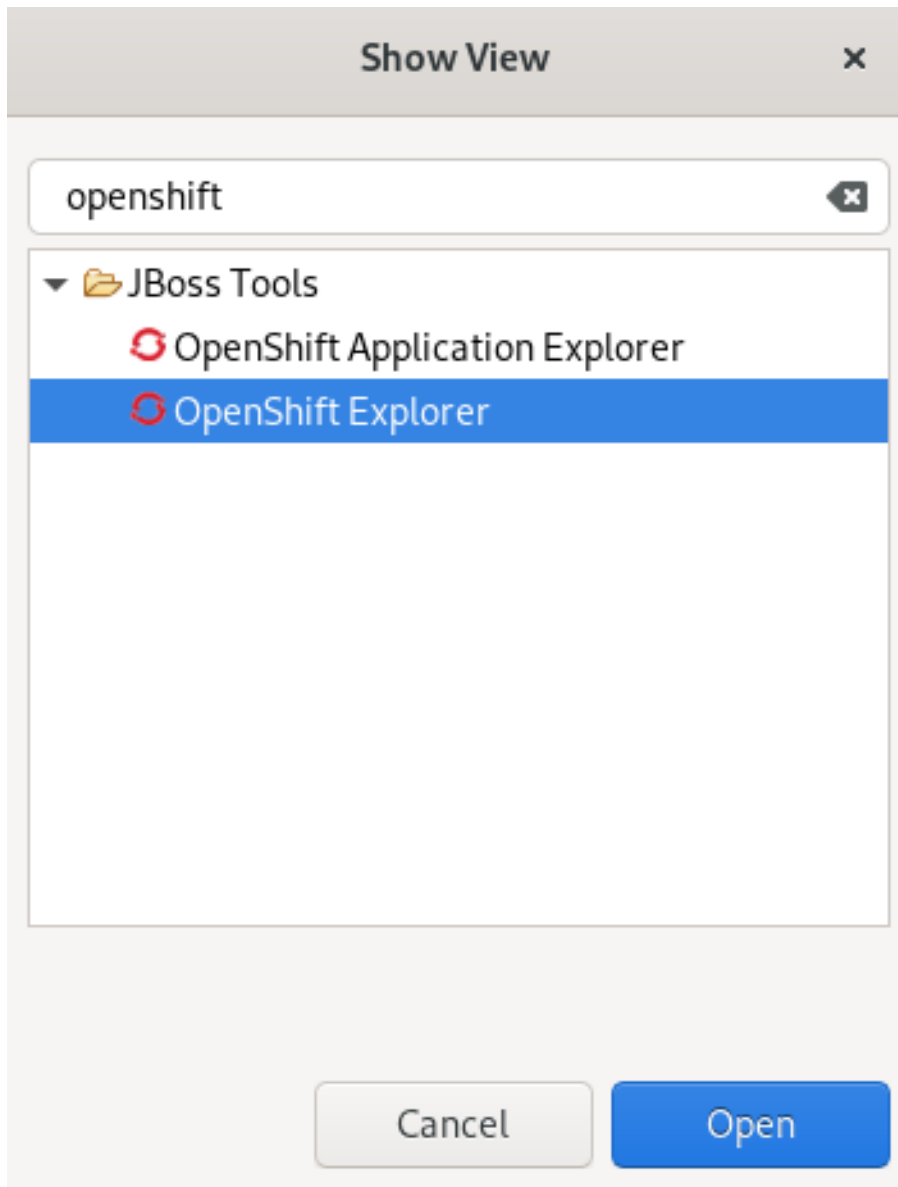 Show View
openshift
JBoss Tools
OpenShift Application Explorer
OpenShift Explorer
Cancel
Open